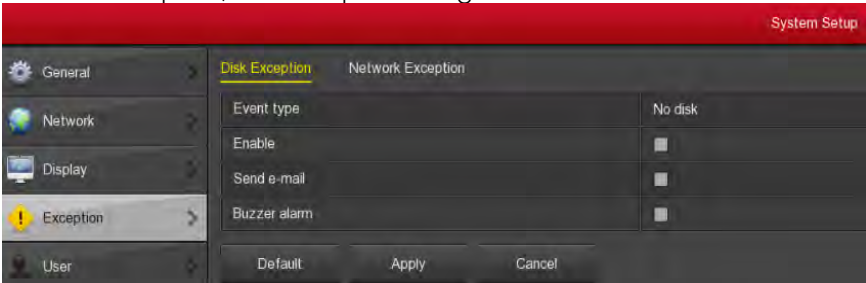 System Setup
General
Disk Exception Network Exception
Event type No disk
Network
Enable
Display
Send e-mail
Exception
Buzzer alarm
User
Default Apply Cancel